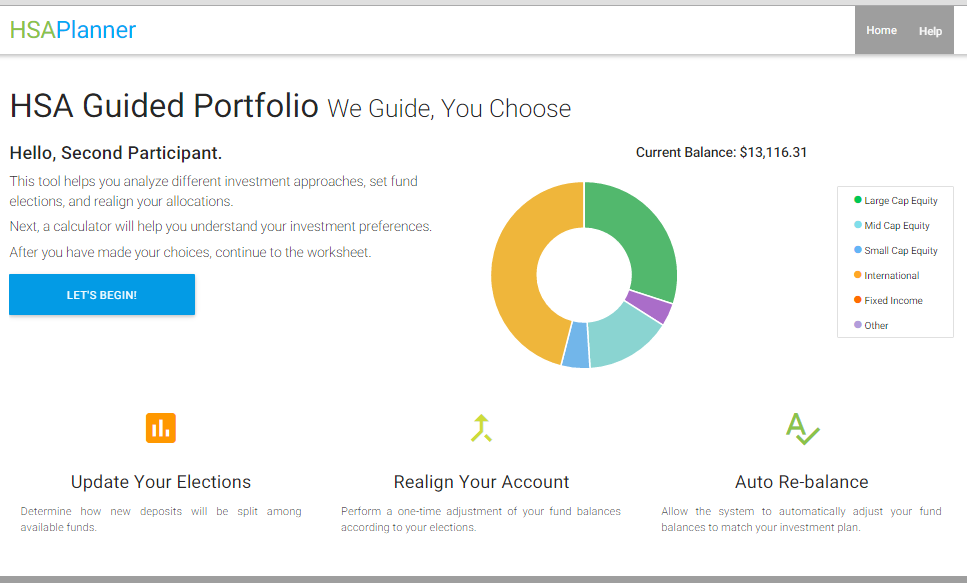 HSAPlanner
Home Help
HSA Guided Portfolio We Guide, You Choose
Hello, Second Participant.
This tool helps you analyze different investment approaches, set fund
elections, and realign your allocations.
Next, a calculator will help you understand your investment preferences.
After you have made your choices, continue to the worksheet.
LET'S BEGIN!
Current Balance: $13,116.31
Large Cap Equity
Mid Cap Equity
Small Cap Equity
International
Fixed Income
Other
Update Your Elections
Determine how new deposits will be split among
available funds.
Realign Your Account
Perform a one-time adjustment of your fund balances
according to your elections.
Auto Re-balance
Allow the system to automatically adjust your fund
balances to match your investment plan.